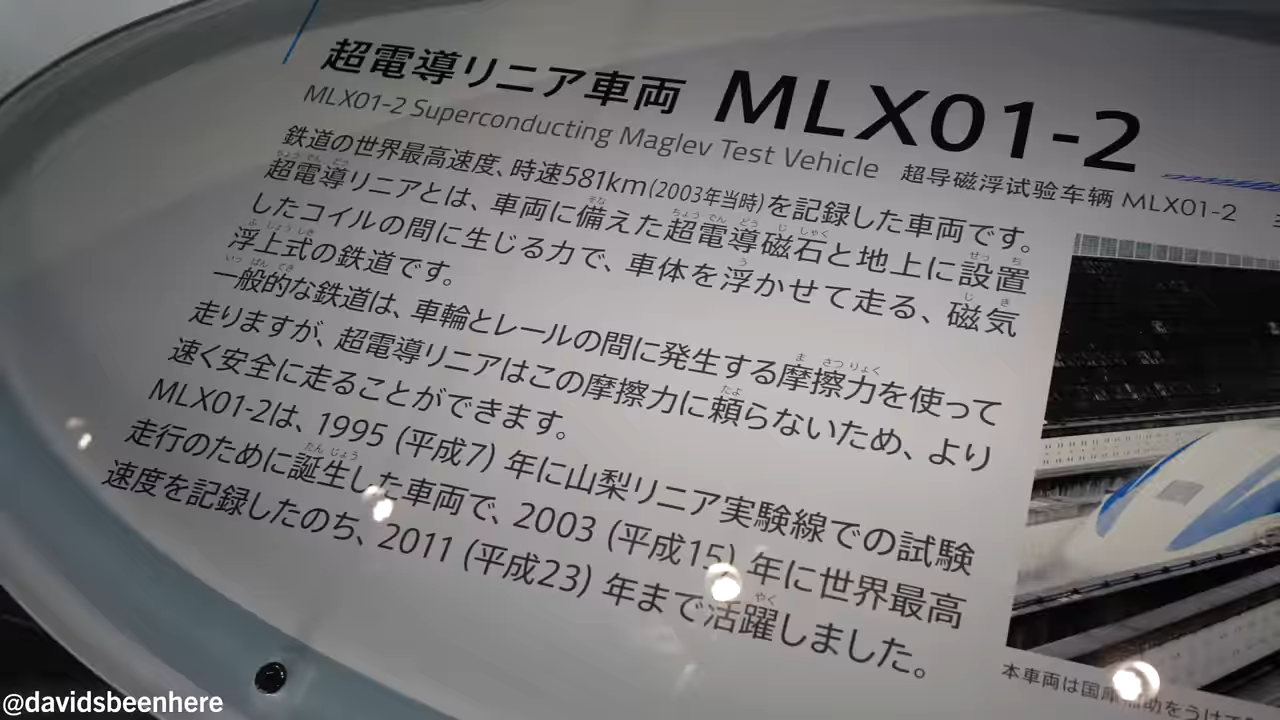 超電導リニア車両 MLX01-2
MLX01-2 Superconducting Maglev Test Vehicle 超导磁浮试验车辆 MLX01-2
鉄道の世界最高速度、時速581km(2003年当時)を記録した車両です。
超電導リニアとは、車両に備えた超電導磁石と地上に設置
したコイルの間に生じる力で、車体を浮かせて走る、磁気
浮上式の鉄道です。
一般的な鉄道は、車輪とレールの間に発生する摩擦力を使って
走りますが、超電導リニアはこの摩擦力に頼らないため、より
速く安全に走ることができます。
MLX01-2は、1995 (平成7) 年に山梨リニア実験線での試験
走行のために誕生した車両で、2003 (平成15) 年に世界最高
速度を記録したのち、2011 (平成23) 年まで活躍しました。
本車両は国庫補助をうけて
@davidsbeenhere